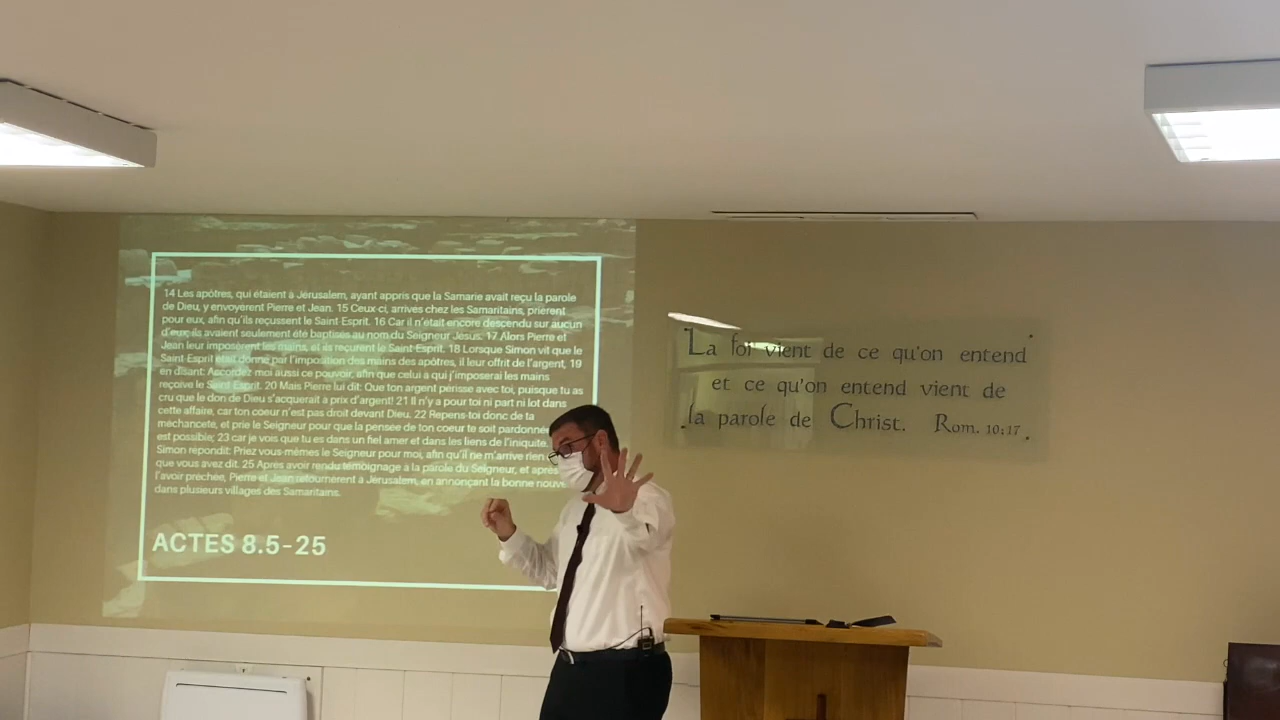 14 Les apôtres, qui étaient à Jérusalem, ayant appris que la Samarie avait reçu la parole
de Dieu, y envoyèrent Pierre et Jean. 15 Ceux-ci, arrivés chez les Samaritains, prièrent
pour eux, afin qu'ils reçussent le Saint-Esprit. 16 Car il n'était encore descendu sur aucun
d'eux; ils avaient seulement été baptisés au nom du Seigneur Jésus. 17 Alors Pierre et
Jean leur imposèrent les mains, et ils reçurent le Saint-Esprit. 18 Lorsque Simon vit que le
Saint-Esprit était donné par l'imposition des mains des apôtres, il leur offrit de l'argent, 19
en disant: Accordez-moi aussi ce pouvoir, afin que celui à qui j'imposerai les mains
reçoive le Saint-Esprit. 20 Mais Pierre lui dit: Que ton argent périsse avec toi, puisque tu as
cru que le don de Dieu s'acquérait à prix d'argent! 21 Il n'y a pour toi ni part ni lot dans
cette affaire, car ton coeur n'est pas droit devant Dieu. 22 Repens-toi donc de ta
méchanceté, et prie le Seigneur pour que la pensée de ton coeur te soit
est possible; 23 car je vois que tu es dans un fiel amer et dans les liens de l'iniquité.
Simon répondit: Priez vous-mêmes le Seigneur pour moi, afin qu'il ne m'arrive rien
que vous avez dit. 25 Après avoir rendu témoignage à la parole du Seigneur, et après
l'avoir prêchée, Pierre et Jean retournèrent à Jérusalem, en annonçant la bonne
dans plusieurs villages des Samaritains.
ACTES 8.5-25
La foi vient de ce qu'on entend
et ce qu'on entend vient de
la parole de Christ. Rom. 10:17